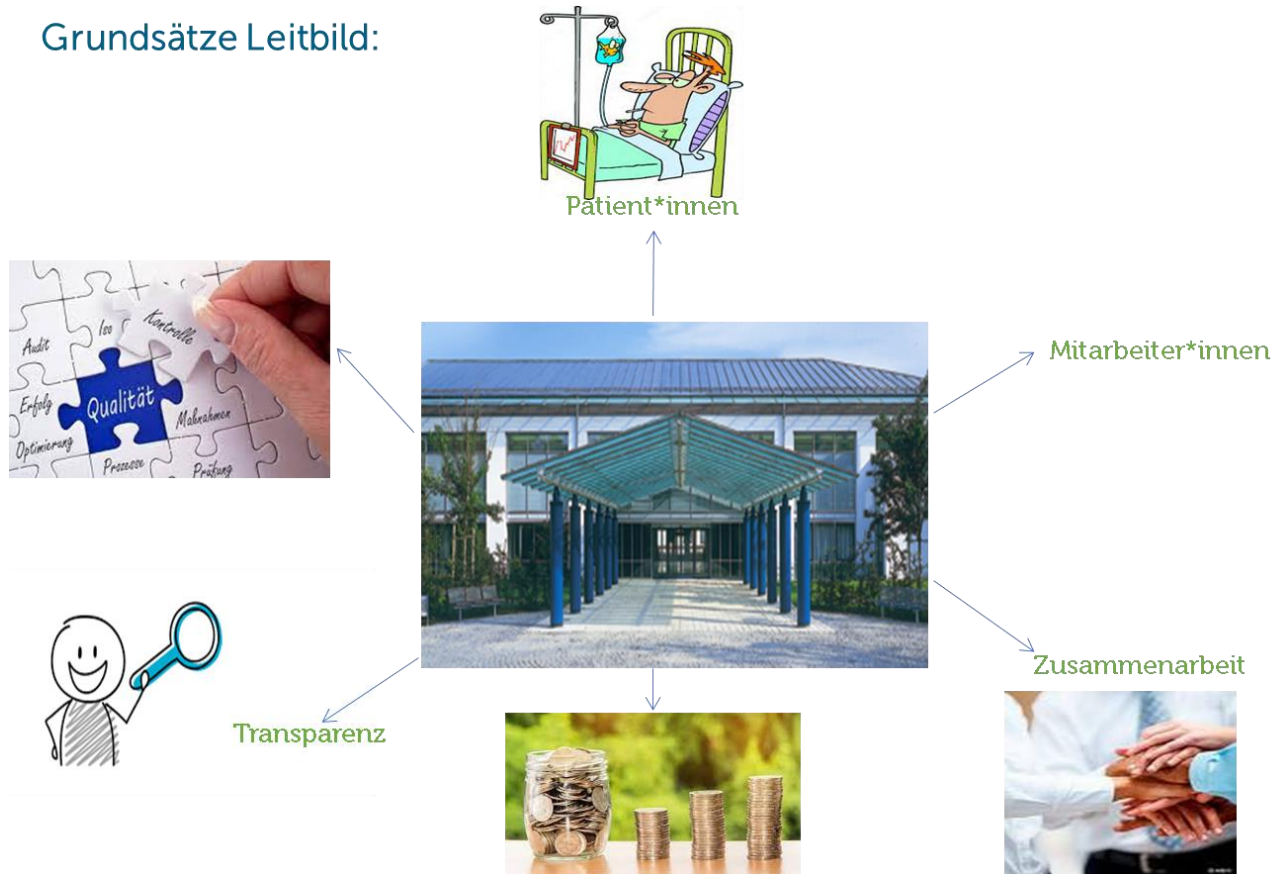 Grundsätze Leitbild:
Patient*innen
Iso
Kontrolle
Audit
Qualität
Erfolg
Maßnahmen
Optimierung
Prozesse
Prüfung
Mitarbeiter*innen
Zusammenarbeit
Transparenz